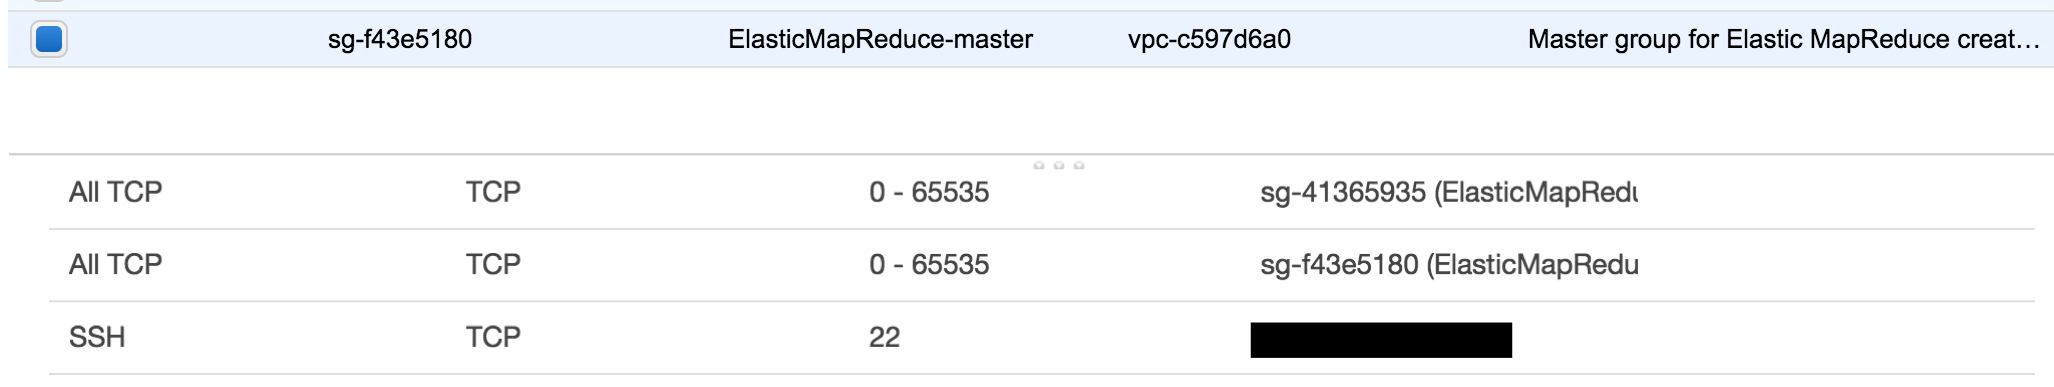 sg-f43e5180 ElasticMapReduce-master vpc-c597d6a0 Master group for Elastic MapReduce creat…
All TCP TCP 0 - 65535 sg-41365935 (ElasticMapRedu
All TCP TCP 0 - 65535 sg-f43e5180 (ElasticMapRedu
SSH TCP 22